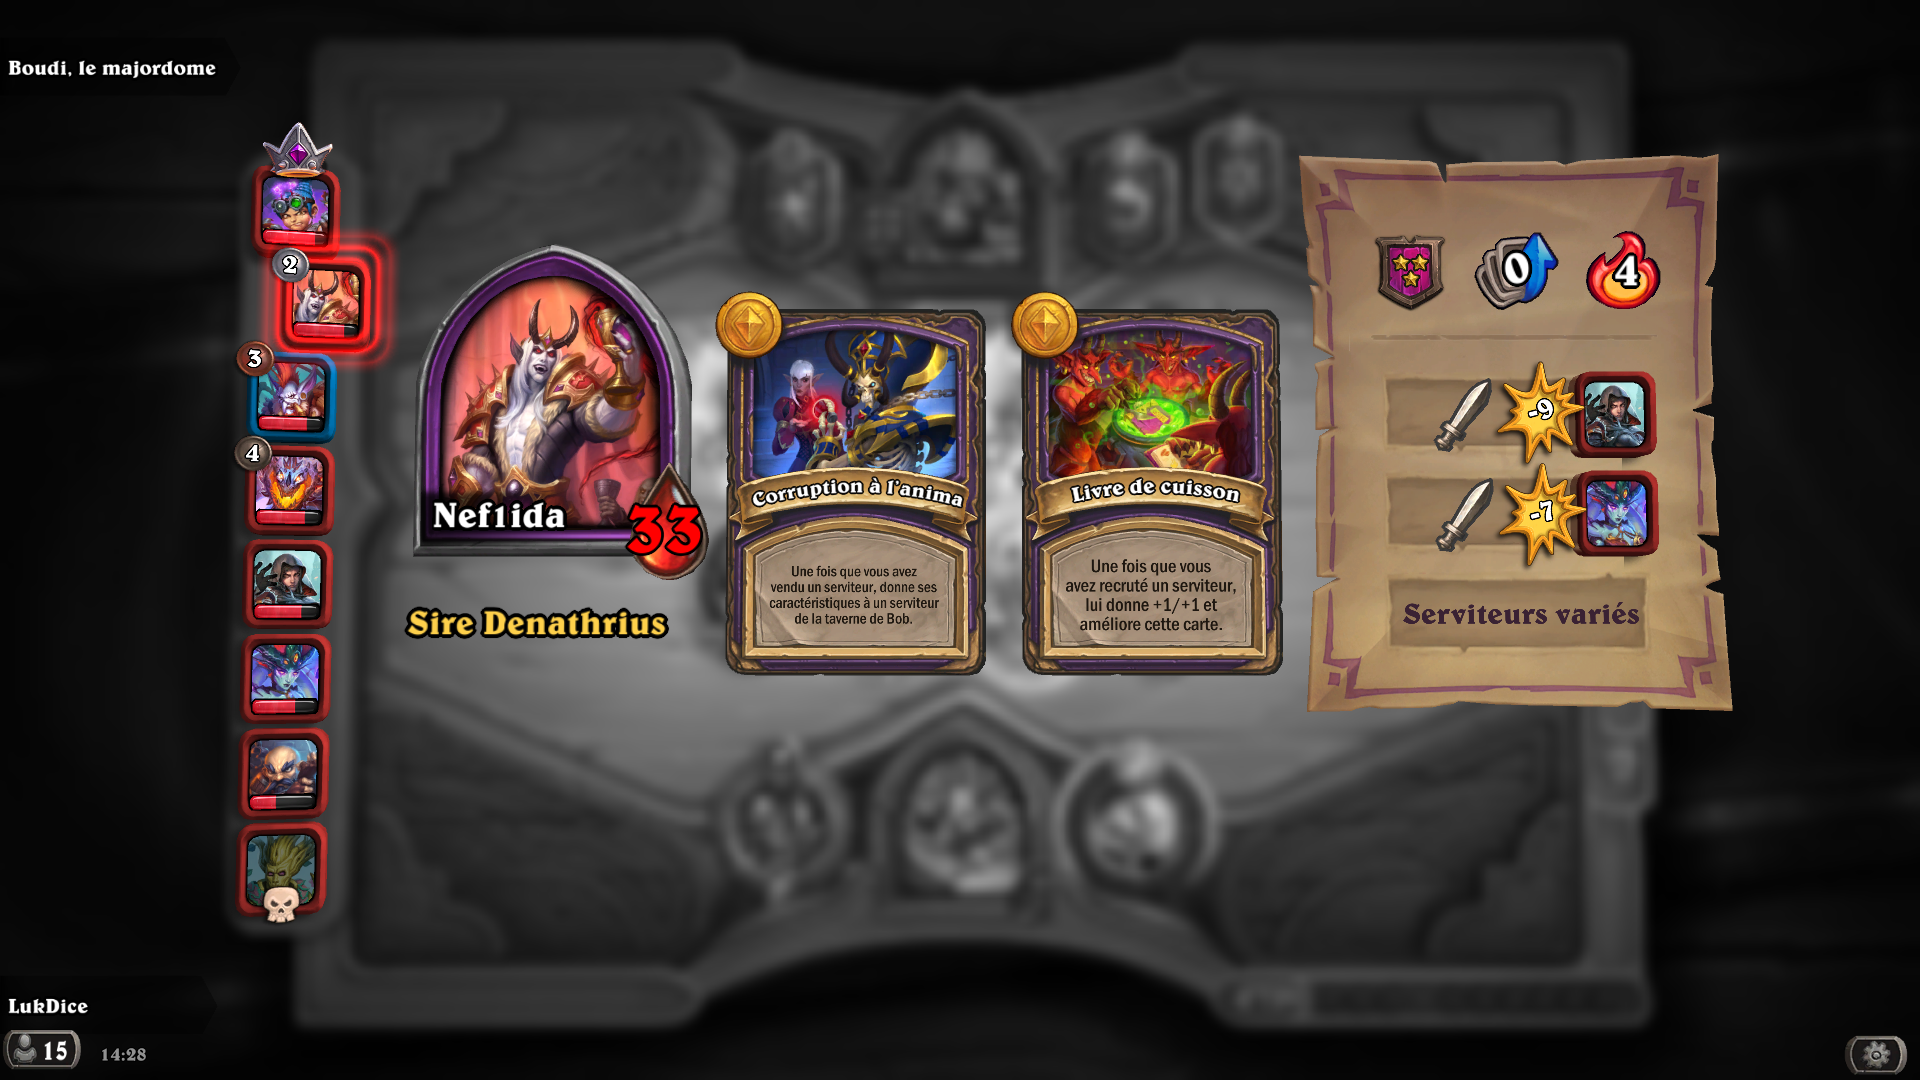 Boudi, le majordome
2
3
4
Nef1ida
33
Sire Denathrius
Corruption à l'anima
Une fois que vous avez
vendu un serviteur, donne ses
caractéristiques à un serviteur
de la taverne de Bob.
Livre de cuisson
Une fois que vous
avez recruté un serviteur,
lui donne +1/+1 et
améliore cette carte.
0
4
-9
-7
Serviteurs variés
LukDice
15
14:28